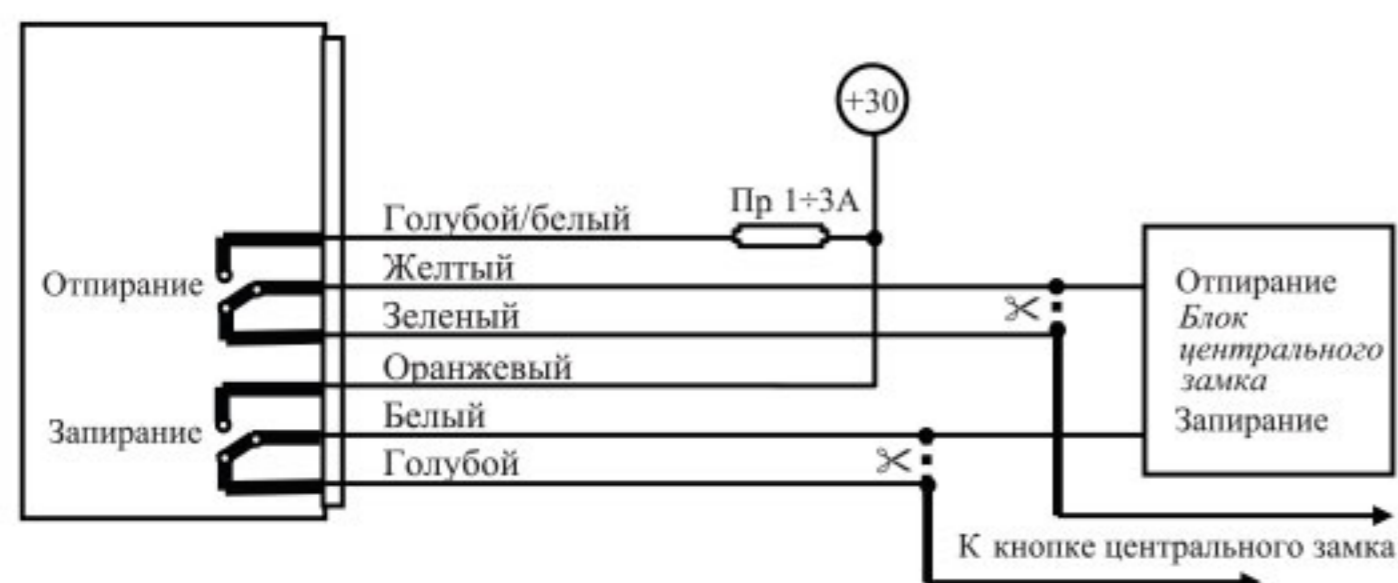 +30
Пр 1÷3А
Голубой/белый
Желтый
Отпирание
Зеленый
Оранжевый
Белый
Запирание
Голубой
Отпирание
Блок
центрального
замка
Запирание
К кнопке центрального замка